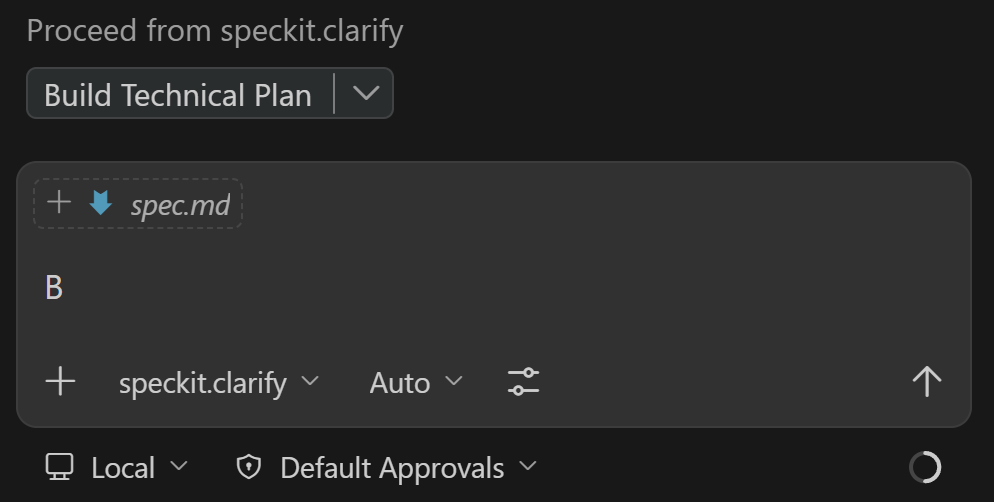 Proceed from speckit.clarify
Build Technical Plan
spec.md
B
speckit.clarify Auto
Local Default Approvals